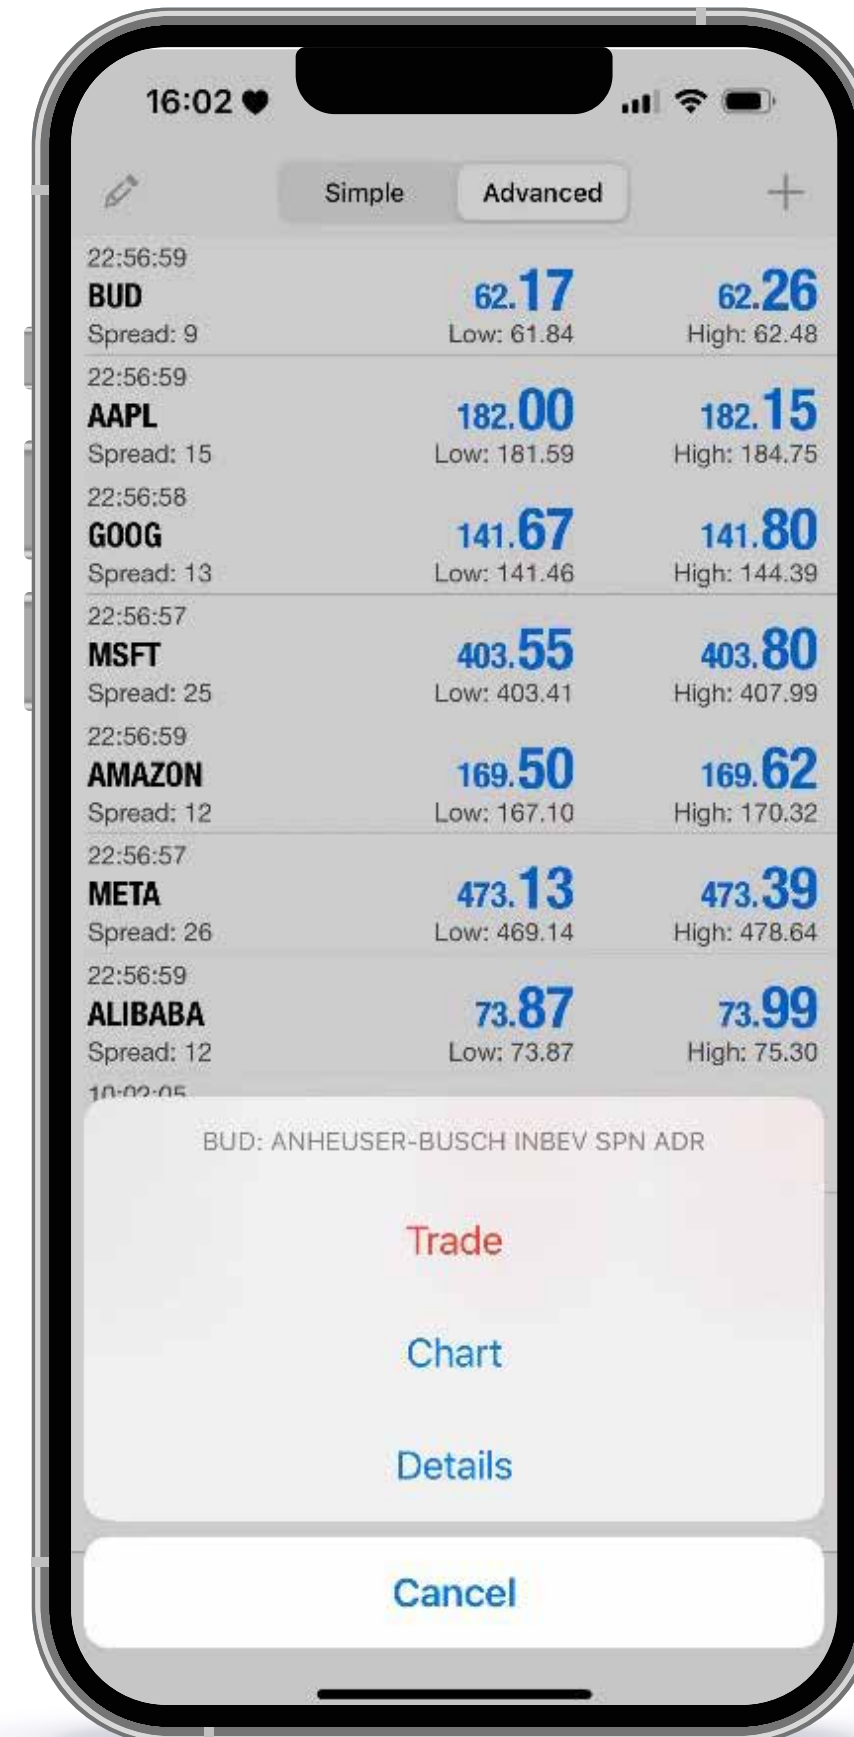 16:02
Simple Advanced
22:56:59
BUD 62.17 62.26
Spread: 9 Low: 61.84 High: 62.48
22:56:59
AAPL 182.00 182.15
Spread: 15 Low: 181.59 High: 184.75
22:56:58
GOOG 141.67 141.80
Spread: 13 Low: 141.46 High: 144.39
22:56:57
MSFT 403.55 403.80
Spread: 25 Low: 403.41 High: 407.99
22:56:59
AMAZON 169.50 169.62
Spread: 12 Low: 167.10 High: 170.32
22:56:57
META 473.13 473.39
Spread: 26 Low: 469.14 High: 478.64
22:56:59
ALIBABA 73.87 73.99
Spread: 12 Low: 73.87 High: 75.30
10:02:05
BUD: ANHEUSER-BUSCH INBEV SPN ADR
Trade
Chart
Details
Cancel